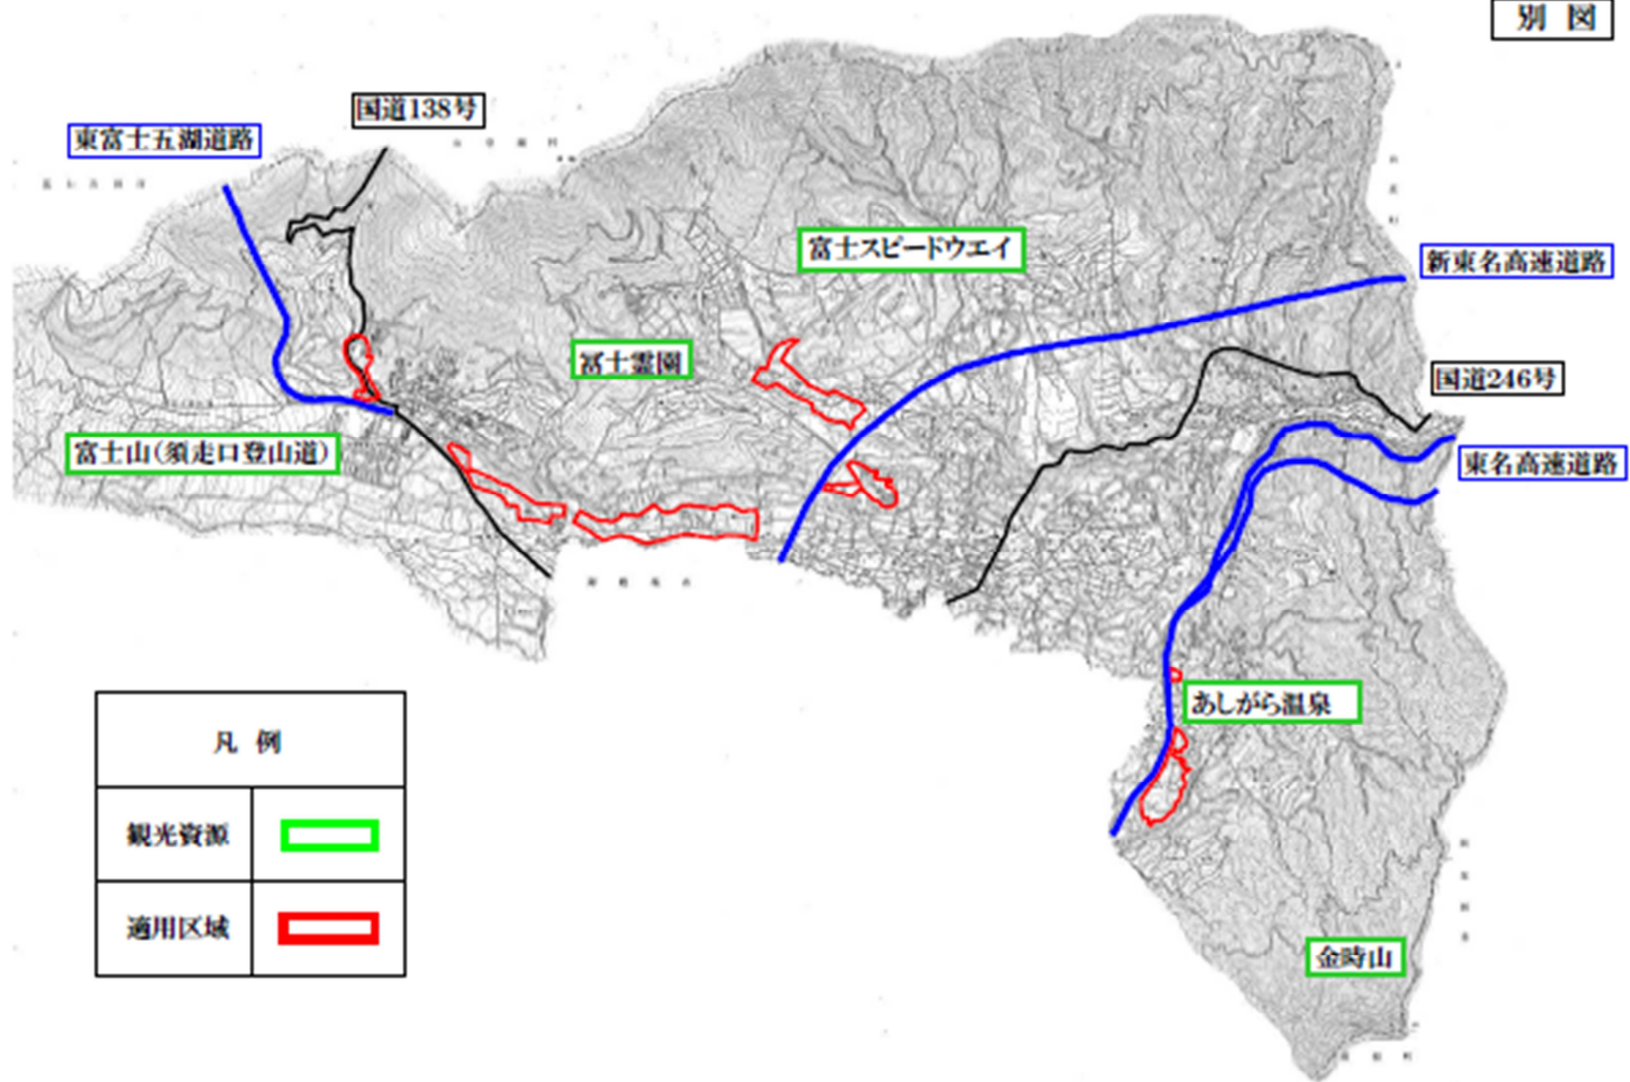 別 図
国道138号
東富士五湖道路
富士スピードウエイ
新東名高速道路
冨士霊園
国道246号
富士山(須走口登山道)
東名高速道路
あしがら温泉
凡 例
観光資源
適用区域
金時山